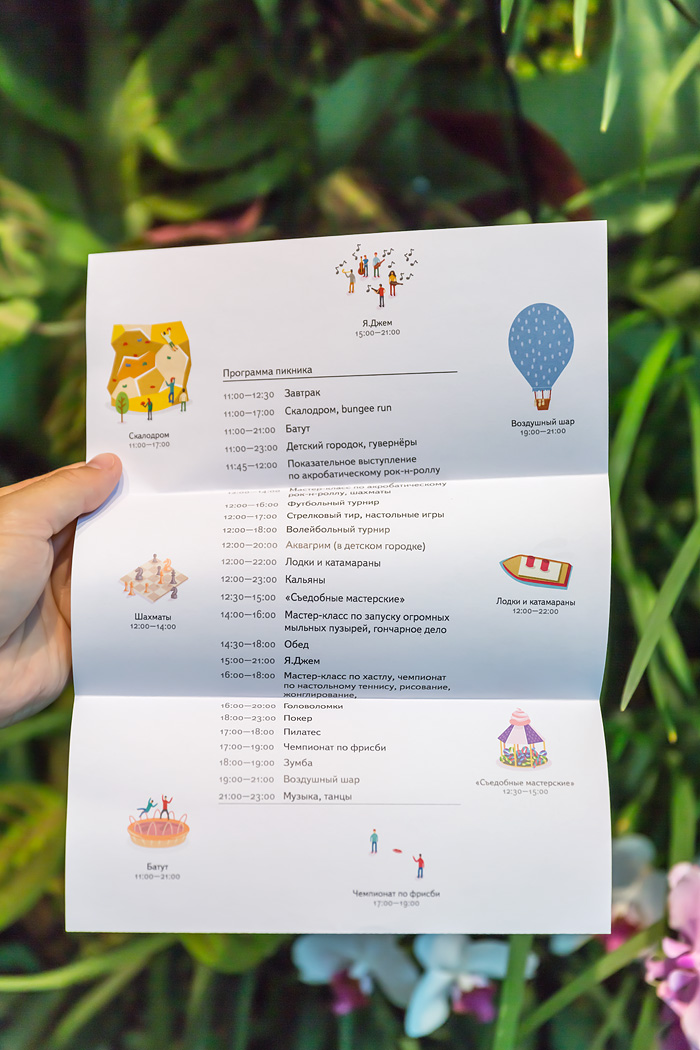 Я.Джем
15:00—21:00
Программа пикника
11:00—12:30 Завтрак
11:00—17:00 Скалодром, bungee run
11:00—21:00 Батут
11:00—23:00 Детский городок, гувернёры
11:45—12:00 Показательное выступление
по акробатическому рок-н-роллу
Скалодром
11:00—17:00
Воздушный шар
19:00—21:00
Мастер-класс по акробатическому
рок-н-роллу, шахматы
12:00—16:00 Футбольный турнир
12:00—17:00 Стрелковый тир, настольные игры
12:00—18:00 Волейбольный турнир
12:00—20:00 Аквагрим (в детском городке)
12:00—22:00 Лодки и катамараны
12:00—23:00 Кальяны
12:30—15:00 «Съедобные мастерские»
14:00—16:00 Мастер-класс по запуску огромных
мыльных пузырей, гончарное дело
14:30—18:00 Обед
15:00—21:00 Я.Джем
16:00—18:00 Мастер-класс по хастлу, чемпионат
по настольному теннису, рисование,
жонглирование,
Шахматы
12:00—14:00
Лодки и катамараны
12:00—22:00
16:00—20:00 Головоломки
18:00—23:00 Покер
17:00—18:00 Пилатес
17:00—19:00 Чемпионат по фрисби
18:00—19:00 Зумба
19:00—21:00 Воздушный шар
21:00—23:00 Музыка, танцы
«Съедобные мастерские»
12:30—15:00
Батут
11:00—21:00
Чемпионат по фрисби
17:00—19:00